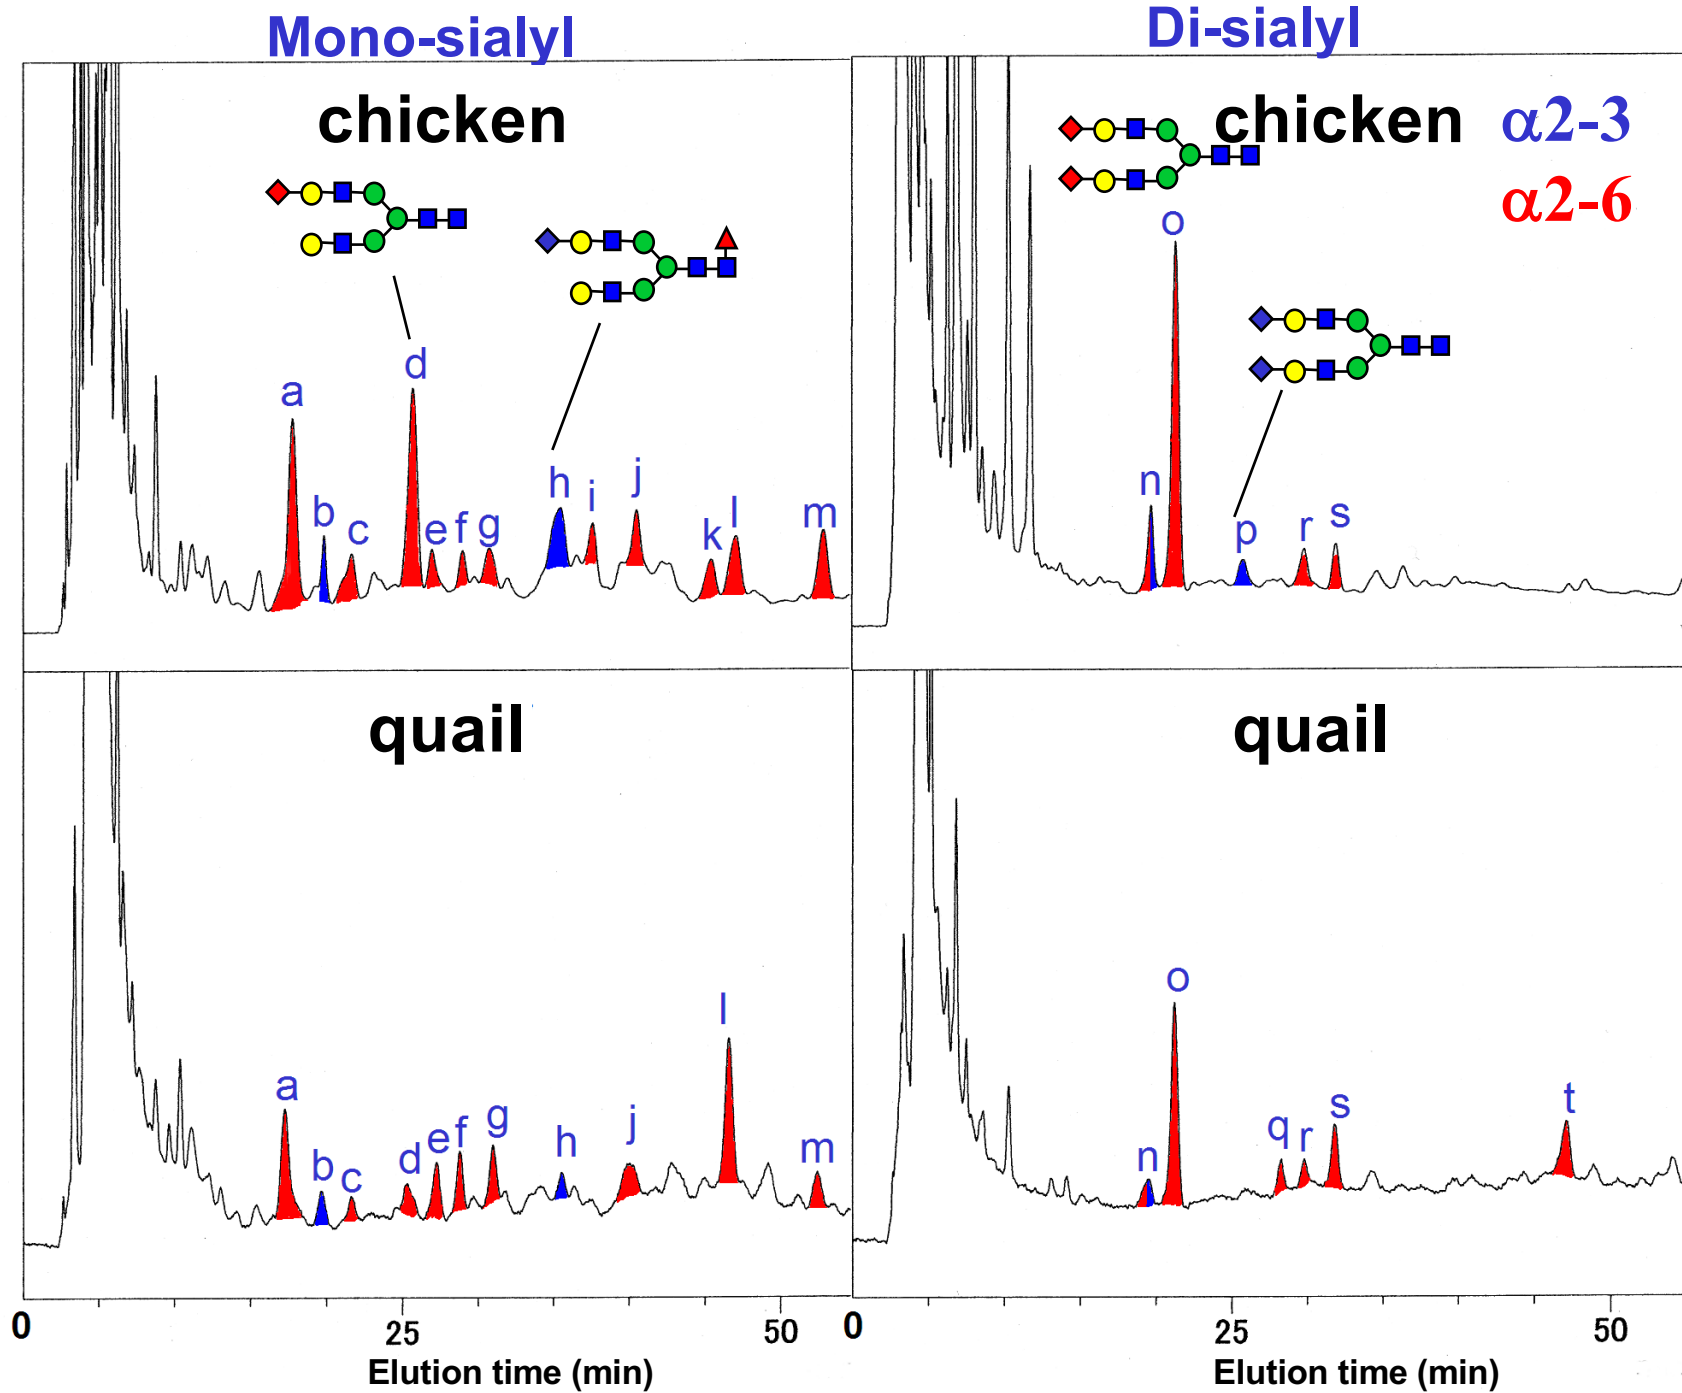 Mono-sialyl
Di-sialyl
chicken
chicken
α2-3
α2-6
a
b
c
d
e
f
g
h
i
j
k
l
m
n
o
p
r
s
quail
quail
a
b
c
d
e
f
g
h
j
l
m
n
o
q
r
s
t
0
25
50
0
25
50
Elution time (min)
Elution time (min)